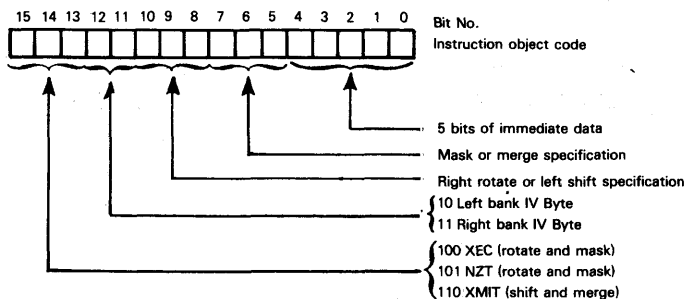 15 14 13 12 11 10 9 8 7 6 5 4 3 2 1 0 Bit No.
Instruction object code
5 bits of immediate data
Mask or merge specification
Right rotate or left shift specification
10 Left bank IV Byte
11 Right bank IV Byte
100 XEC (rotate and mask)
101 NZT (rotate and mask)
110 XMIT (shift and merge)